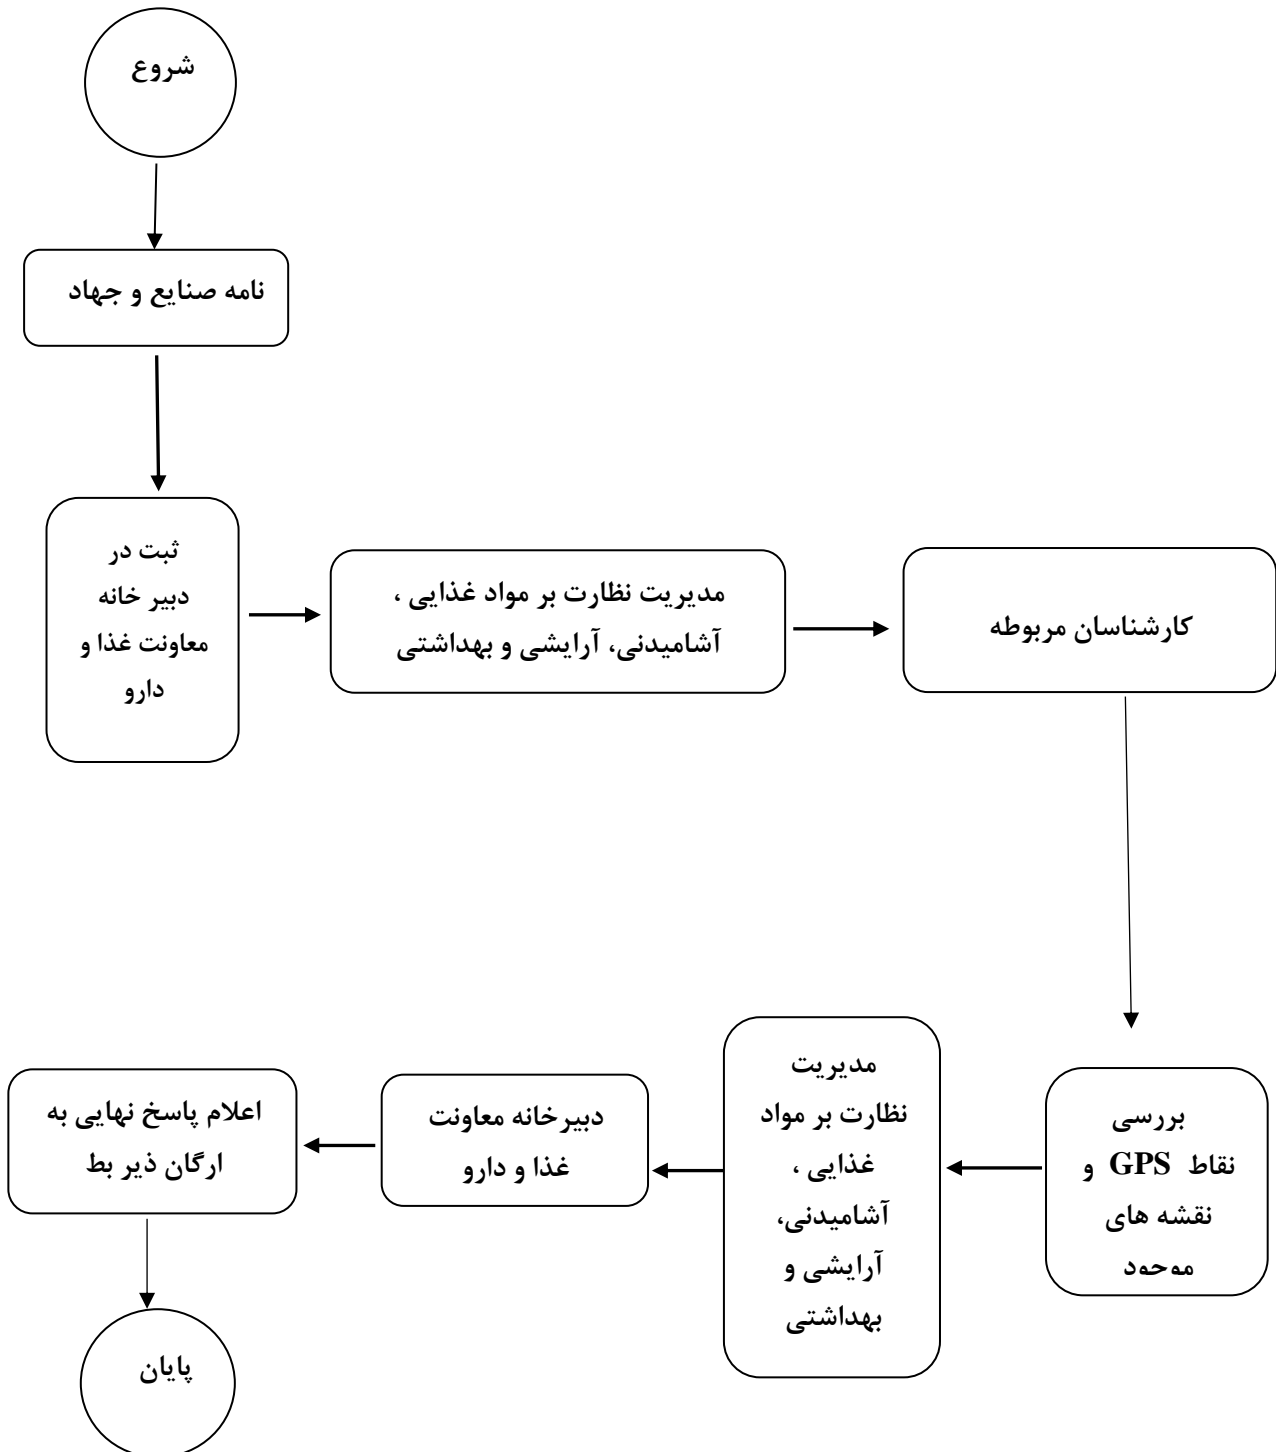 شروع
نامه صنایع و جهاد
ثبت در
دبیر خانه
معاونت غذا و
دارو
مدیریت نظارت بر مواد غذایی ،
آشامیدنی، آرایشی و بهداشتی
کارشناسان مربوطه
بررسی
نقاط GPS و
نقشه های
موجود
مدیریت
نظارت بر مواد
غذایی ،
آشامیدنی،
آرایشی و
بهداشتی
دبیرخانه معاونت
غذا و دارو
اعلام پاسخ نهایی به
ارگان ذیر بط
پایان